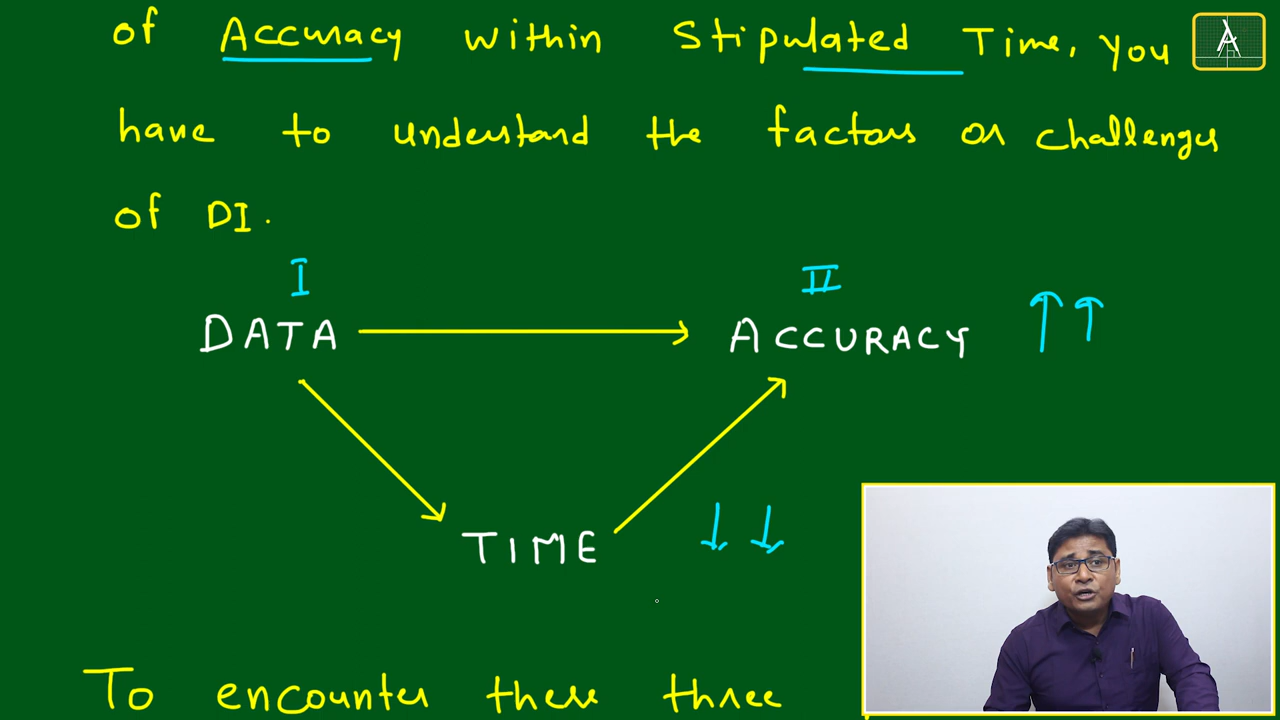 of Accuracy within Stipulated Time, you
have to understand the factors or challenges
of DI.
I
II
DATA
ACCURACY
TIME
To encounter these three